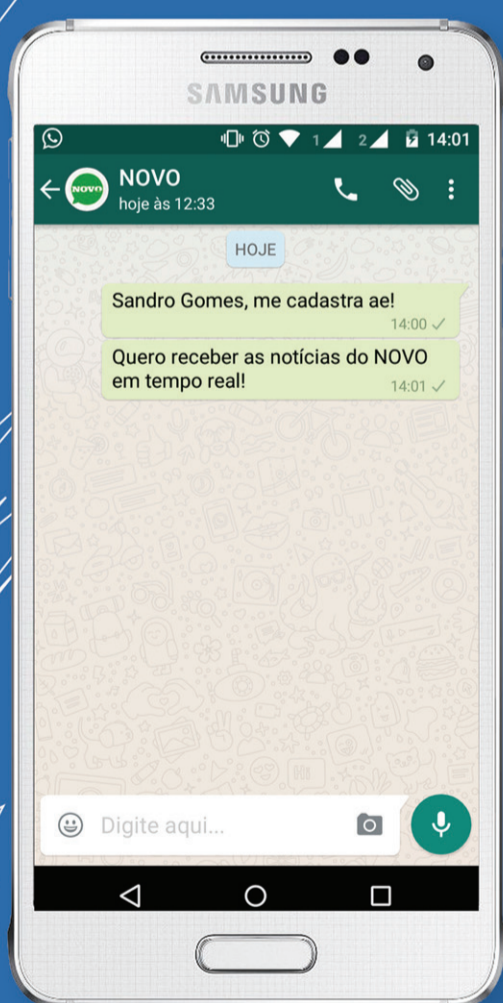 SAMSUNG
1 2 14:01
NOVO
NOVO
hoje às 12:33
HOJE
Sandro Gomes, me cadastra ae!
14:00
Quero receber as notícias do NOVO
em tempo real!
14:01
Digite aqui...